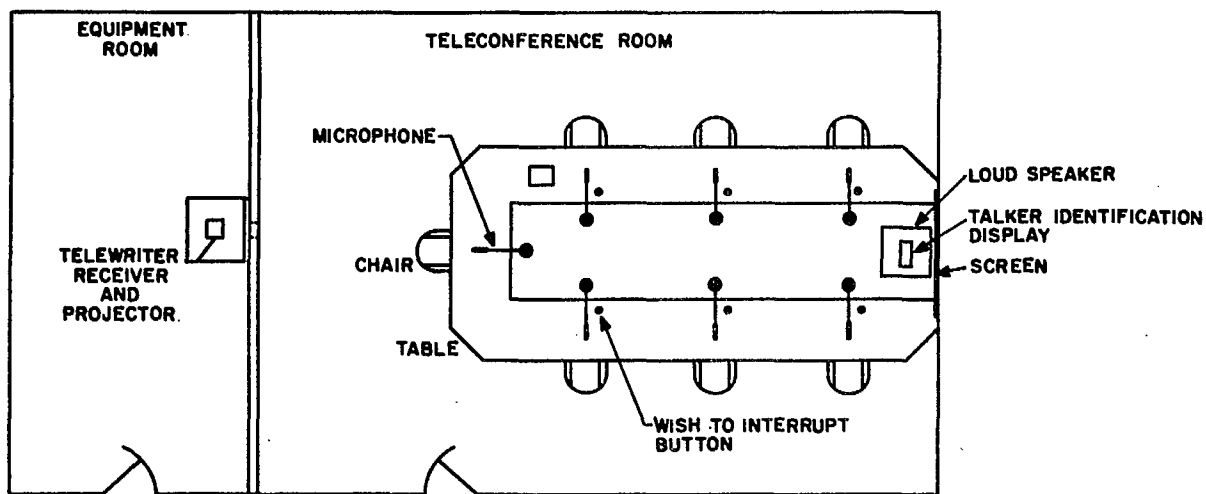 EQUIPMENT
ROOM
TELECONFERENCE ROOM
MICROPHONE
LOUD SPEAKER
TALKER IDENTIFICATION
DISPLAY
SCREEN
CHAIR
TELEWRITER
RECEIVER
AND
PROJECTOR.
TABLE
WISH TO INTERRUPT
BUTTON